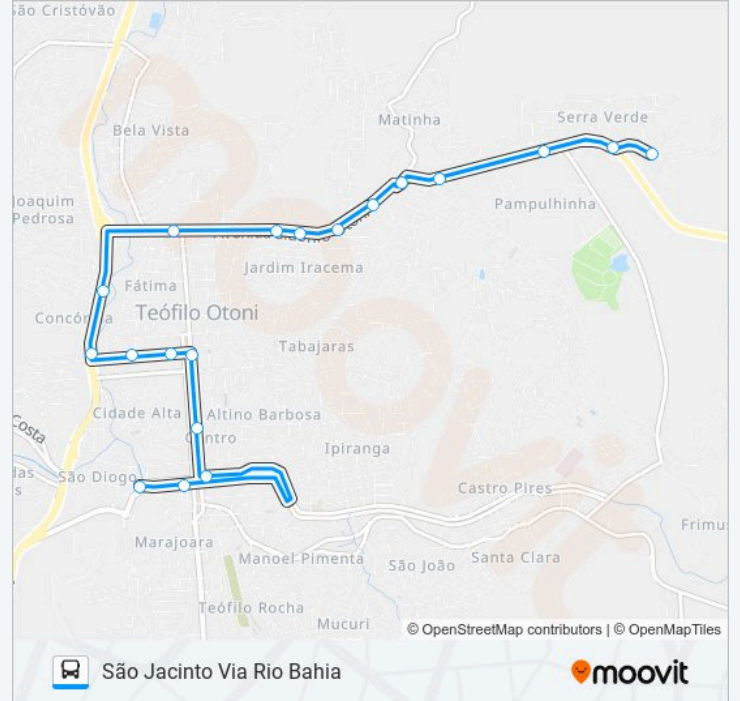 São Cristóvão
Bela Vista
Matinha
Serra Verde
Joaquim
Pedrosa
Pampulhinha
Jardim Iracema
Fátima
Teófilo Otoni
Concórdia
Tabajaras
Cidade Alta
Altino Barbosa
Centro
Costa
Ipiranga
São Diogo
Castro Pires
Marajoara
Manoel Pimenta
São João
Santa Clara
Teófilo Rocha
Mucuri
© OpenStreetMap contributors | © OpenMapTiles
São Jacinto Via Rio Bahia
moovit